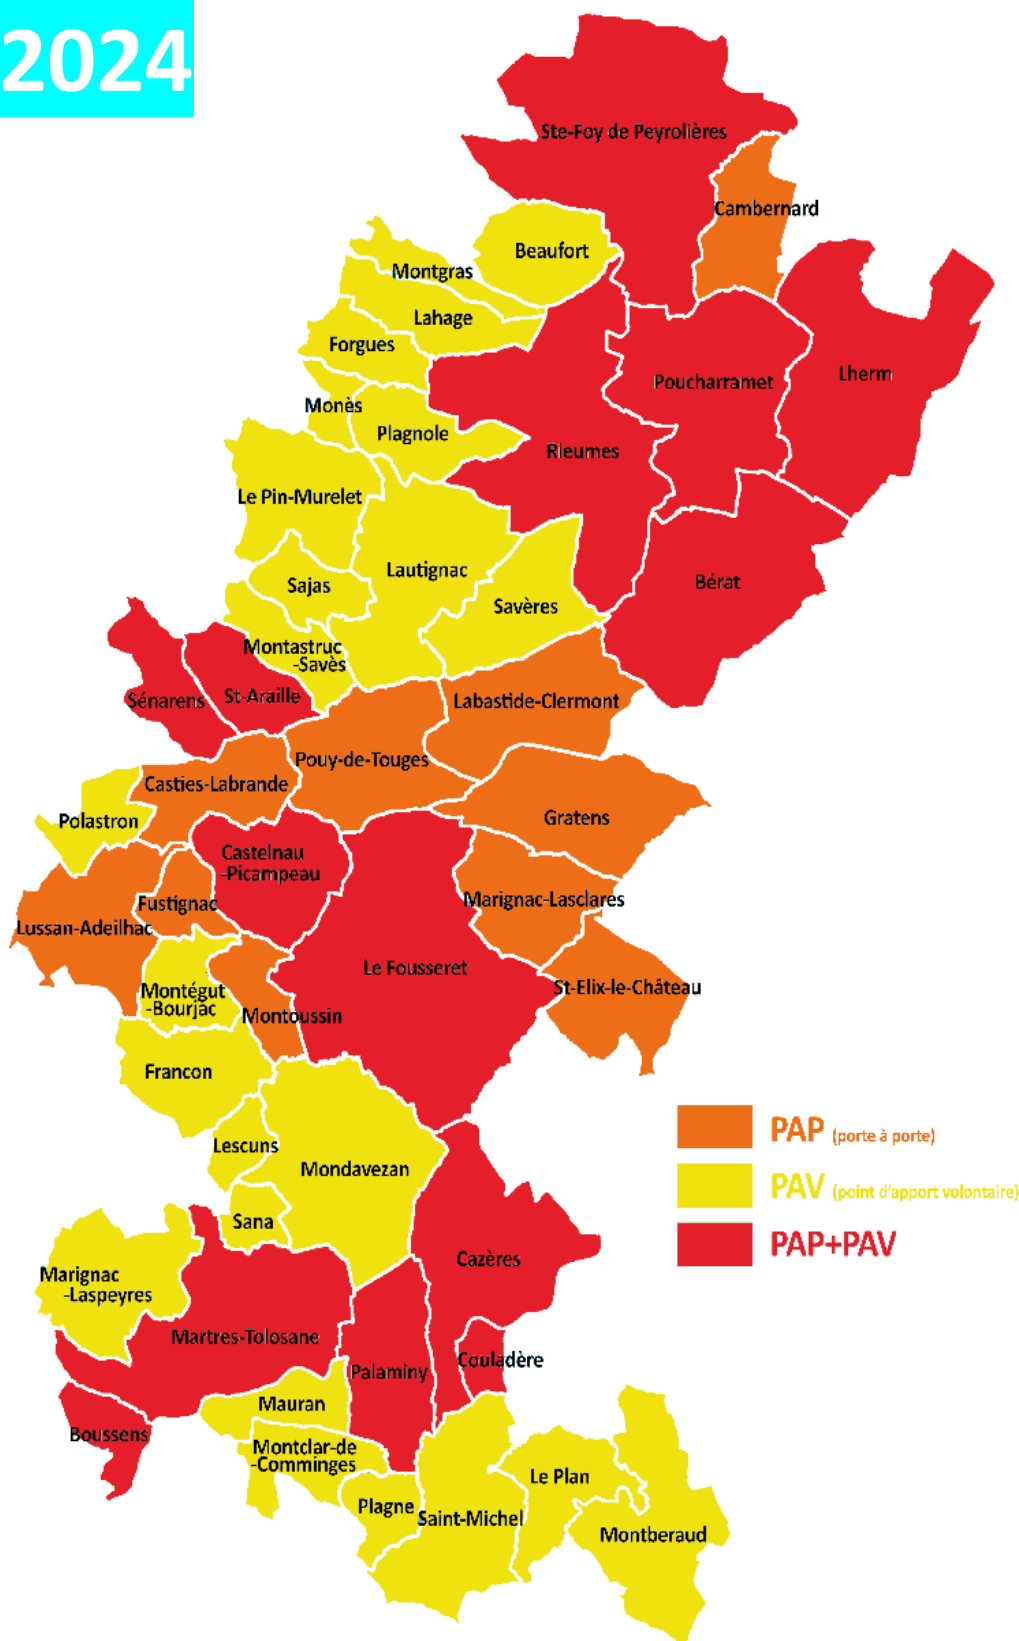 2024
Ste-Foy de Peyrolières
Cambernard
Beaufort
Montgras
Lahage
Forgues
Poucharramet
Lherm
Monès
Plagnole
Rieumes
Le Pin-Murelet
Lautignac
Sajas
Bérat
Savères
Montastruc
-Savès
Sénarens
St-Araille
Labastide-Clermont
Pouy-de-Touges
Casties-Labrande
Polastron
Gratens
Castelnau
-Picampeau
Fustignac
Marignac-Lasclares
Lussan-Adeilhac
Le Fousseret
St-Elix-le-Château
Montégut
-Bourjac
Montoussin
Francon
PAP (porte à porte)
Lescuns
Mondavezan
PAV (point d'apport volontaire)
Sana
PAP+PAV
Cazères
Marignac
-Laspeyres
Martres-Tolosane
Couladère
Palaminy
Mauran
Boussens
Montclar-de
-Comminges
Le Plan
Plagne
Saint-Michel
Montberaud